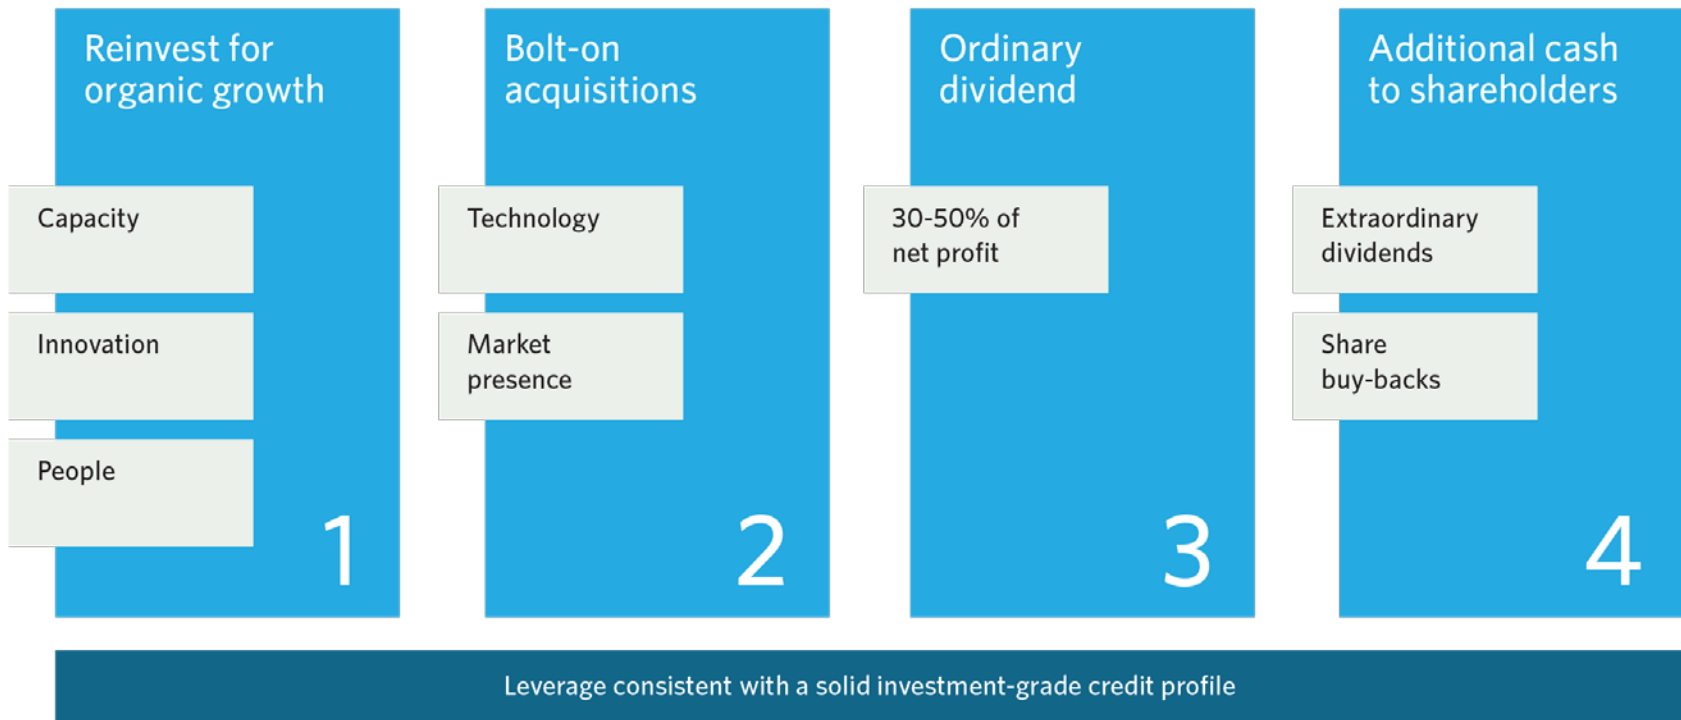 Reinvest for
organic growth
Capacity
Innovation
People
1
Bolt-on
acquisitions
Technology
Market
presence
2
Ordinary
dividend
30-50% of
net profit
3
Additional cash
to shareholders
Extraordinary
dividends
Share
buy-backs
4
Leverage consistent with a solid investment-grade credit profile